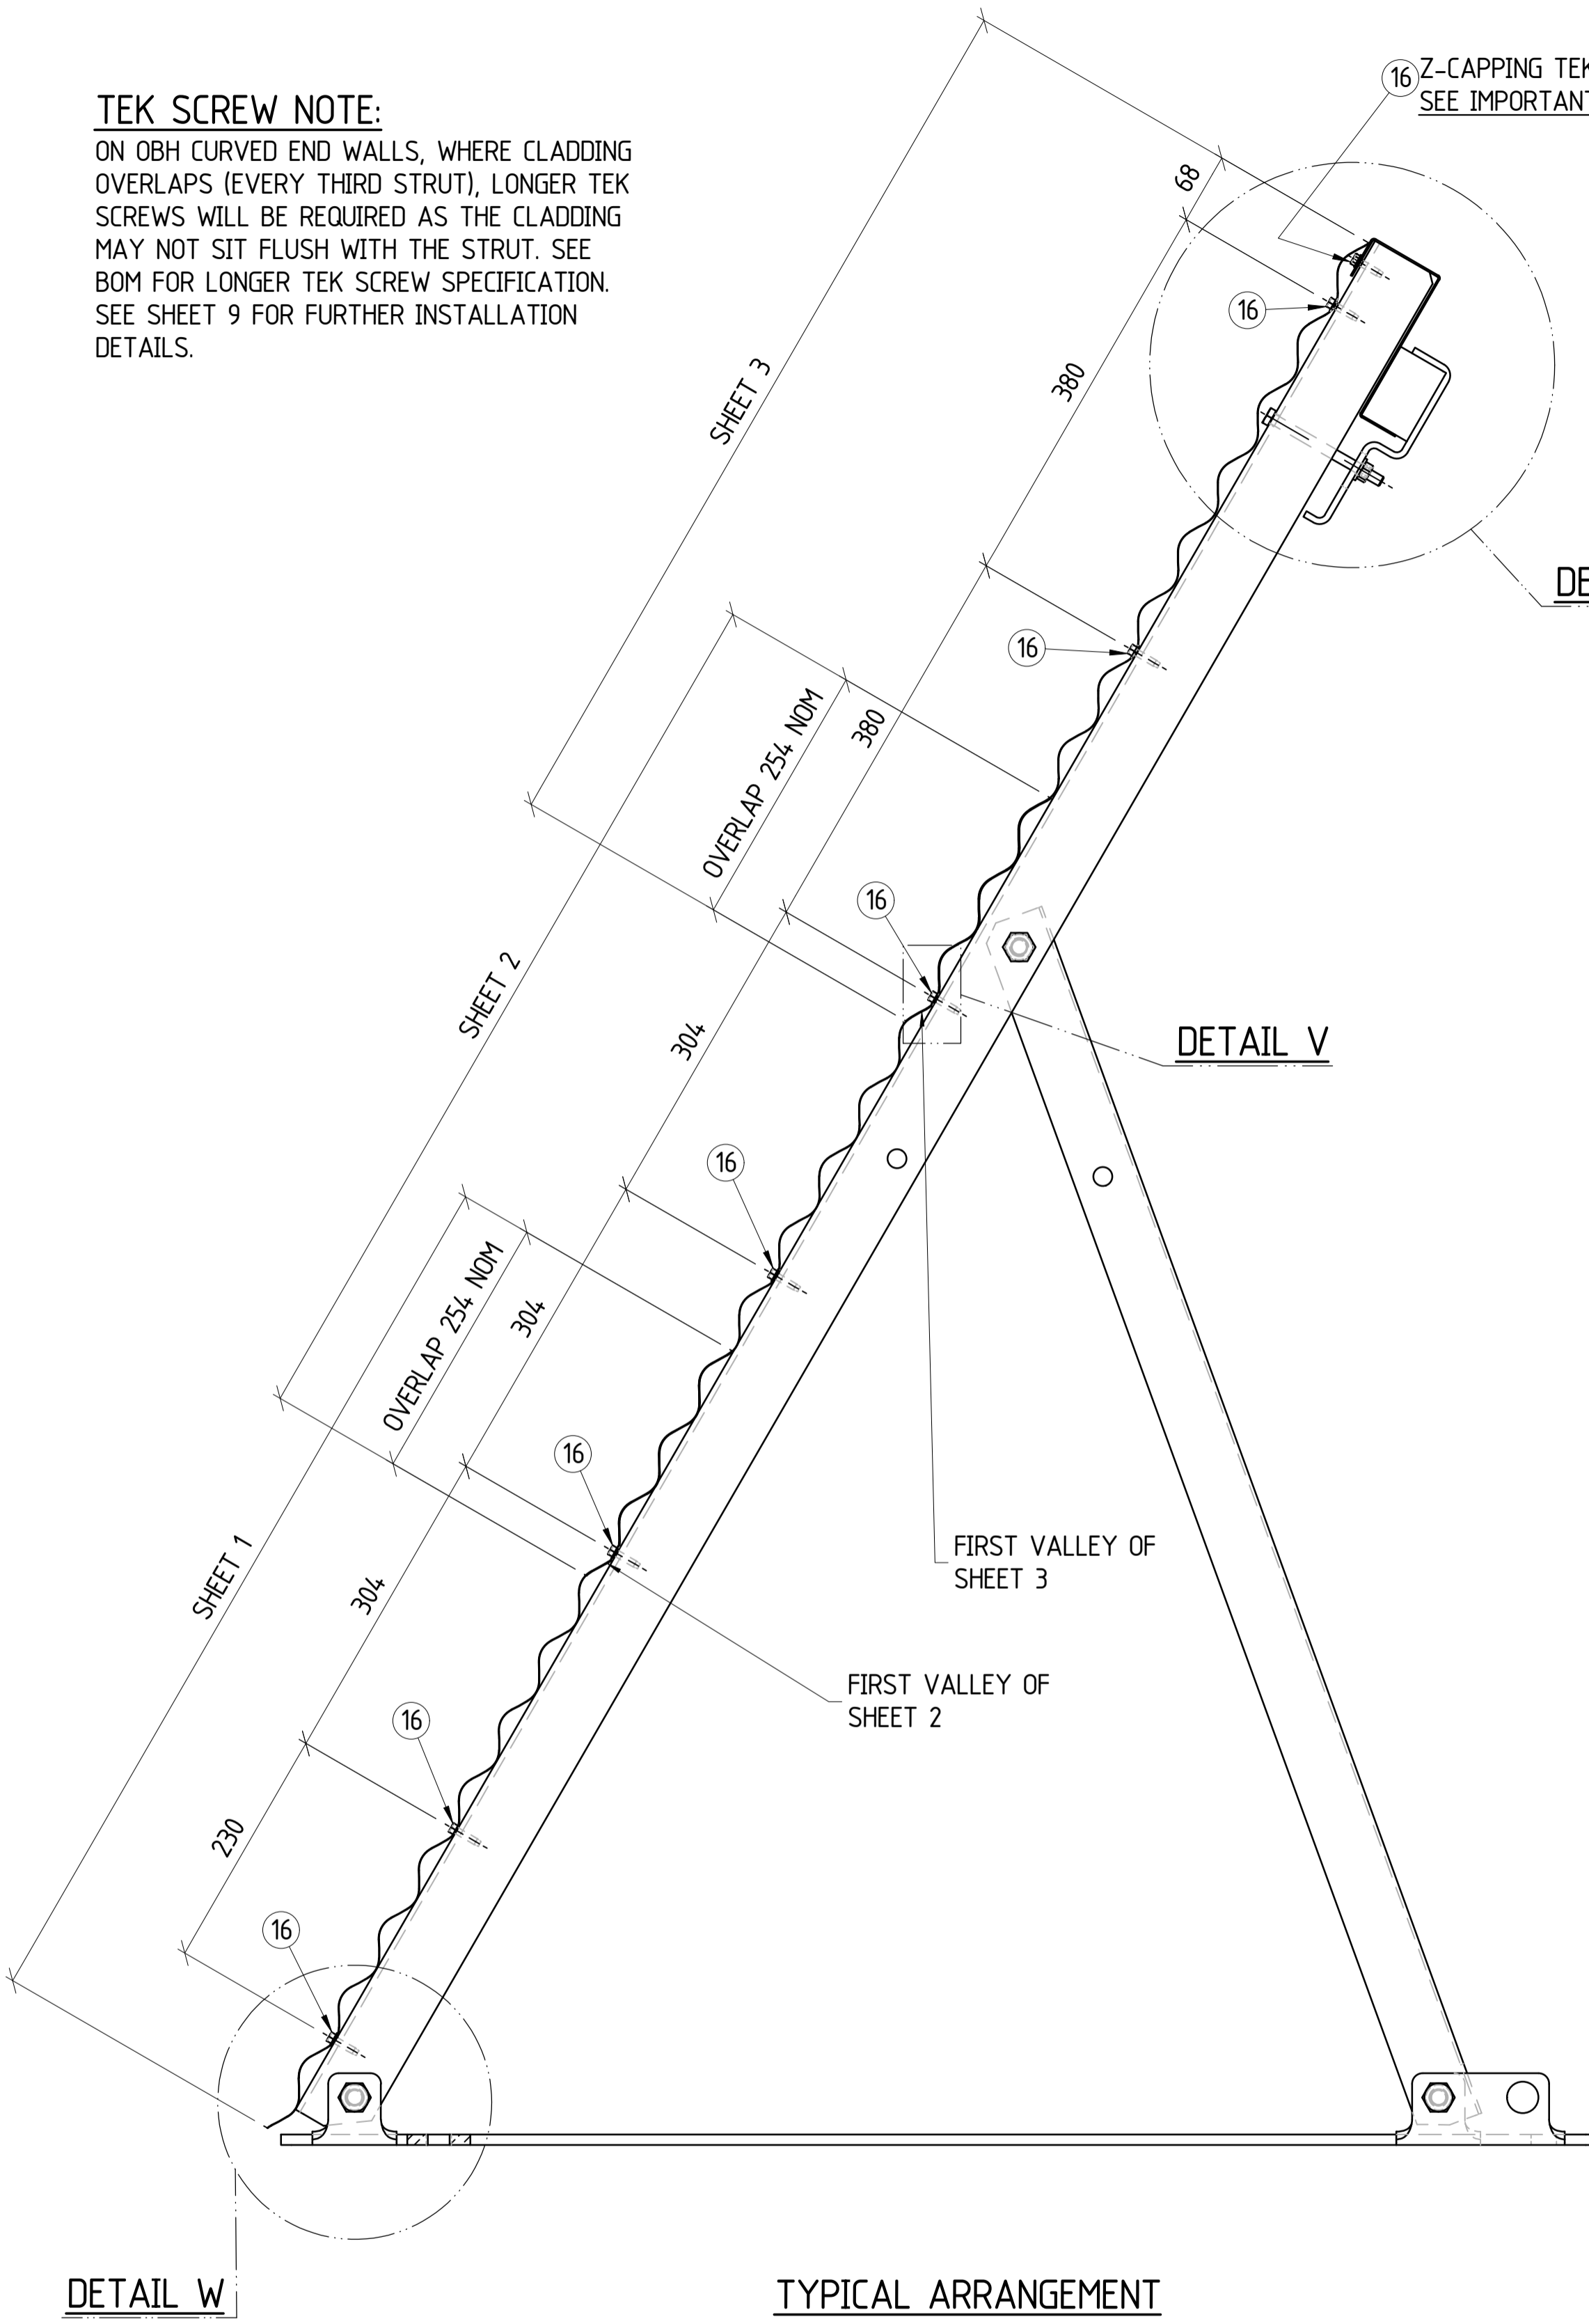 TEK SCREW NOTE:
ON OBH CURVED END WALLS, WHERE CLADDING
OVERLAPS (EVERY THIRD STRUT), LONGER TEK
SCREWS WILL BE REQUIRED AS THE CLADDING
MAY NOT SIT FLUSH WITH THE STRUT. SEE
BOM FOR LONGER TEK SCREW SPECIFICATION.
SEE SHEET 9 FOR FURTHER INSTALLATION
DETAILS.
16
Z-CAPPING TEK
SEE IMPORTANT
68
16
SHEET 3
380
DE
16
OVERLAP 254 NOM
380
16
SHEET 2
304
DETAIL V
16
OVERLAP 254 NOM
304
16
FIRST VALLEY OF
SHEET 3
SHEET 1
304
FIRST VALLEY OF
SHEET 2
16
230
16
DETAIL W
TYPICAL ARRANGEMENT